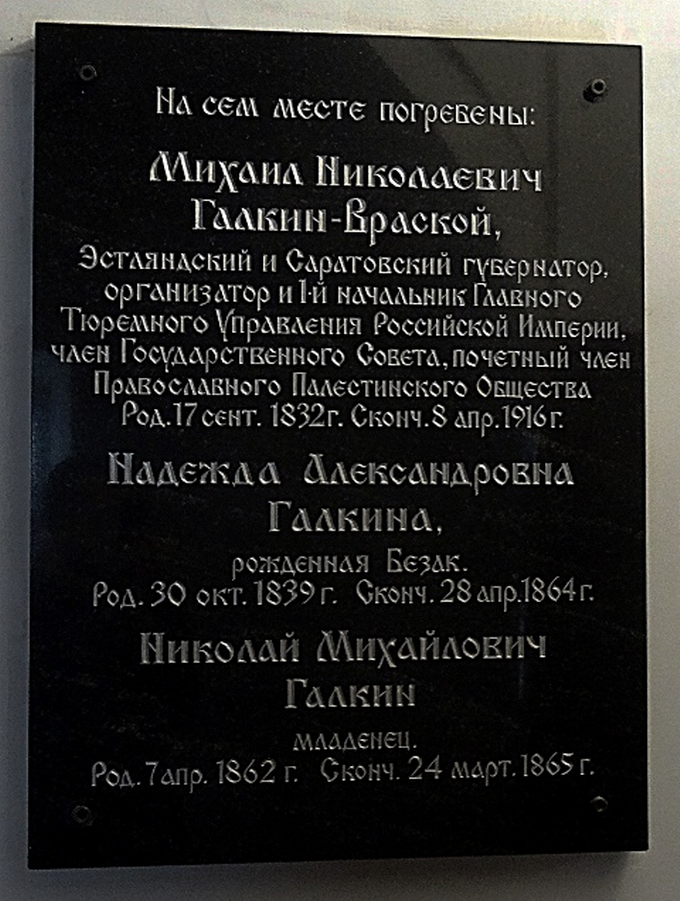 На сем месте погребены:
Михаил Николаевич
Галкин-Враской,
Эстляндский и Саратовский губернатор,
организатор и 1-й начальник Главного
Тюремного Управления Российской Империи,
член Государственного Совета, почетный член
Православного Палестинского Общества
Род. 17 сент. 1832 г. Сконч. 8 апр. 1916 г.
Надежда Александровна
Галкина,
рожденная Безак.
Род. 30 окт. 1839 г. Сконч. 28 апр. 1864 г.
Николай Михайлович
Галкин
младенец.
Род. 7 апр. 1862 г. Сконч. 24 март. 1865 г.